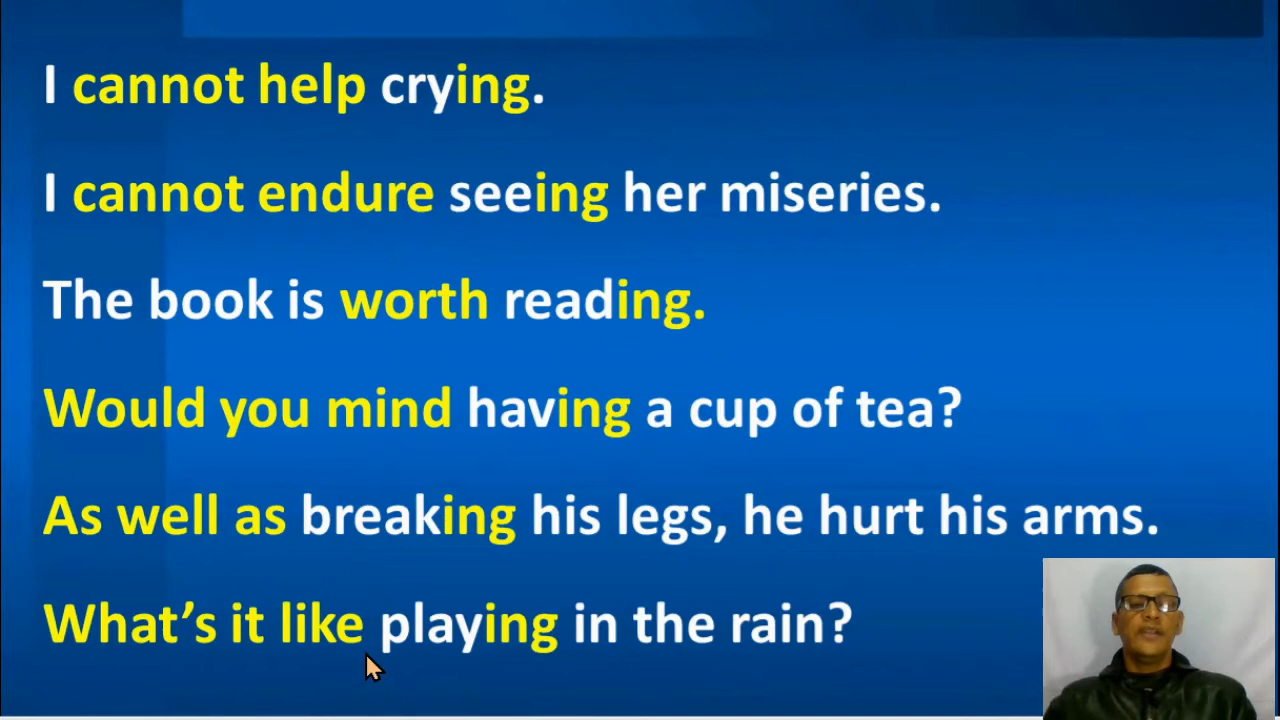 I cannot help crying.
I cannot endure seeing her miseries.
The book is worth reading.
Would you mind having a cup of tea?
As well as breaking his legs, he hurt his arms.
What’s it like playing in the rain?